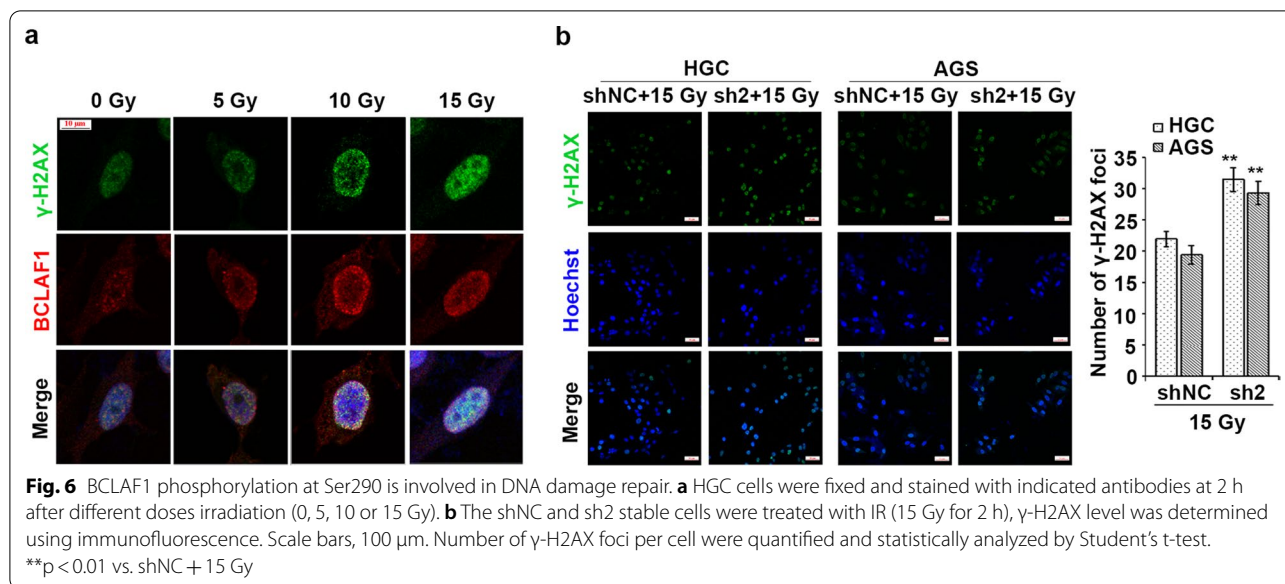 a
0 Gy 5 Gy 10 Gy 15 Gy
10 µm
γ-H2AX
BCLAF1
Merge
b
HGC AGS
shNC+15 Gy sh2+15 Gy shNC+15 Gy sh2+15 Gy
γ-H2AX
Hoechst
Merge
HGC
AGS
Number of γ-H2AX foci
35
30
25
20
15
10
5
0
** **
shNC sh2
15 Gy
Fig. 6 BCLAF1 phosphorylation at Ser290 is involved in DNA damage repair. a HGC cells were fixed and stained with indicated antibodies at 2 h
after different doses irradiation (0, 5, 10 or 15 Gy). b The shNC and sh2 stable cells were treated with IR (15 Gy for 2 h), γ-H2AX level was determined
using immunofluorescence. Scale bars, 100 µm. Number of γ-H2AX foci per cell were quantified and statistically analyzed by Student’s t-test.
**p < 0.01 vs. shNC + 15 Gy